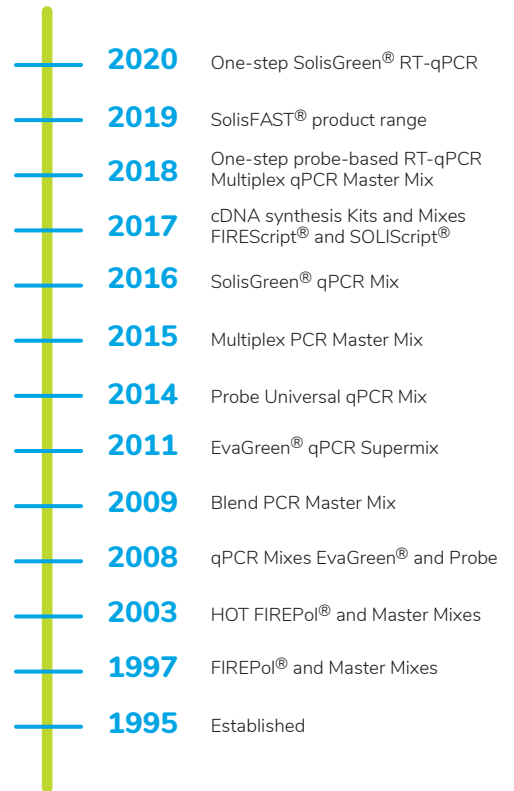 2020 One-step SolisGreen® RT-qPCR
2019 SolisFAST® product range
2018 One-step probe-based RT-qPCR
Multiplex qPCR Master Mix
2017 cDNA synthesis Kits and Mixes
FIREScript® and SOLIScript®
2016 SolisGreen® qPCR Mix
2015 Multiplex PCR Master Mix
2014 Probe Universal qPCR Mix
2011 EvaGreen® qPCR Supermix
2009 Blend PCR Master Mix
2008 qPCR Mixes EvaGreen® and Probe
2003 HOT FIREPol® and Master Mixes
1997 FIREPol® and Master Mixes
1995 Established